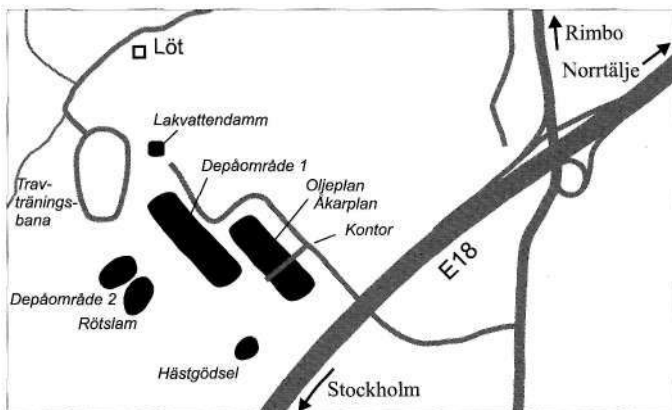 Rimbo
Norrtälje
Löt
Lakvattendamm
Depåområde 1
Oljeplan
Åkarplan
Trav-
tränings-
bana
Kontor
E18
Depåområde 2
Rötslam
Hästgödsel
Stockholm